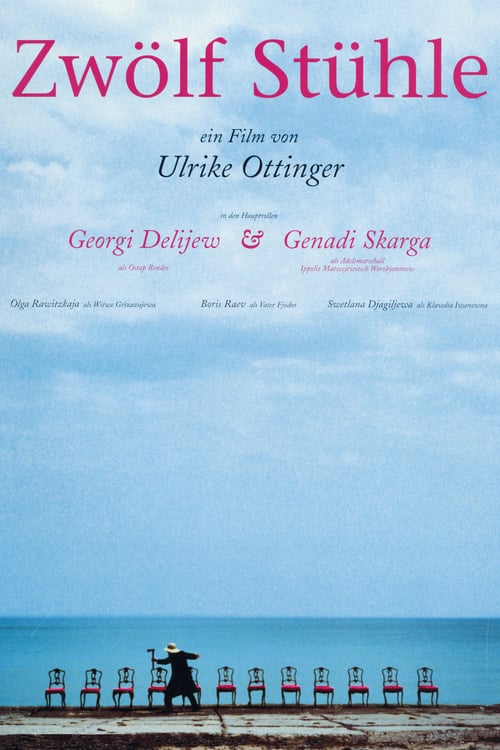 Zwölf Stühle
ein Film von
Ulrike Ottinger
in den Hauptrollen
Georgi Delijew & Genadi Skarga
als Ostap Bender
als Adelsmarschall
Ippolit Matwejewitsch Worobjaninow
Olga Rawitzkaja als Witwe Grizazujewa
Boris Raev als Vater Fjodor
Swetlana Djagiljewa als Klawdia Iwanowna